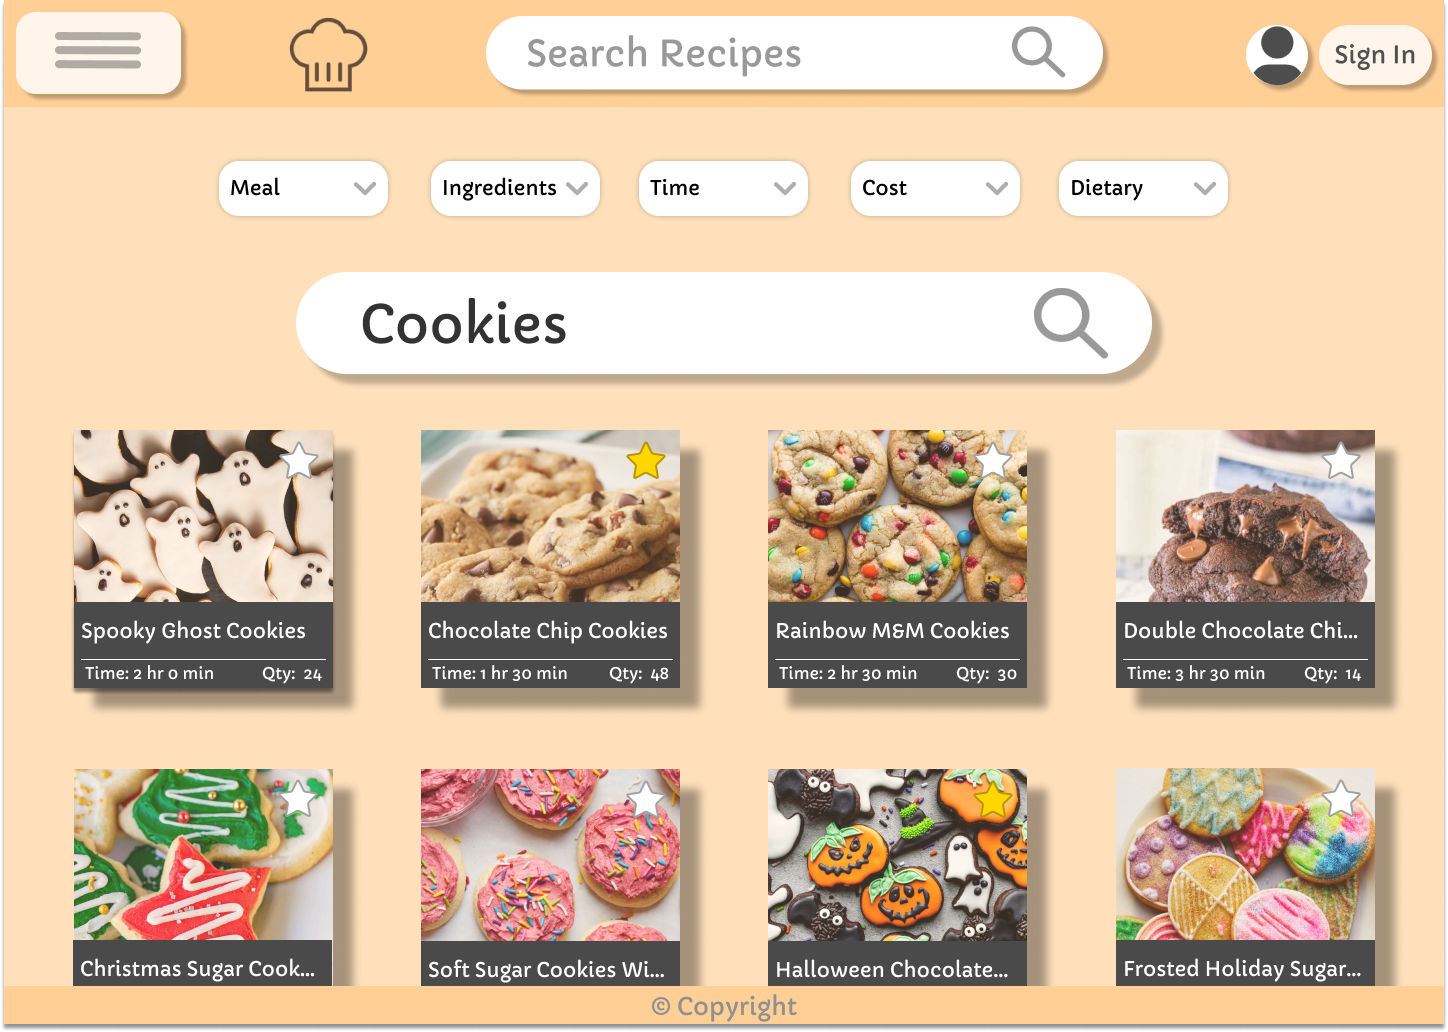 Search Recipes
Sign In
Meal
Ingredients
Time
Cost
Dietary
Cookies
Spooky Ghost Cookies
Time: 2 hr 0 min Qty: 24
Chocolate Chip Cookies
Time: 1 hr 30 min Qty: 48
Rainbow M&M Cookies
Time: 2 hr 30 min Qty: 30
Double Chocolate Chi...
Time: 3 hr 30 min Qty: 14
Christmas Sugar Cook...
Soft Sugar Cookies Wi...
Halloween Chocolate...
Frosted Holiday Sugar...
© Copyright